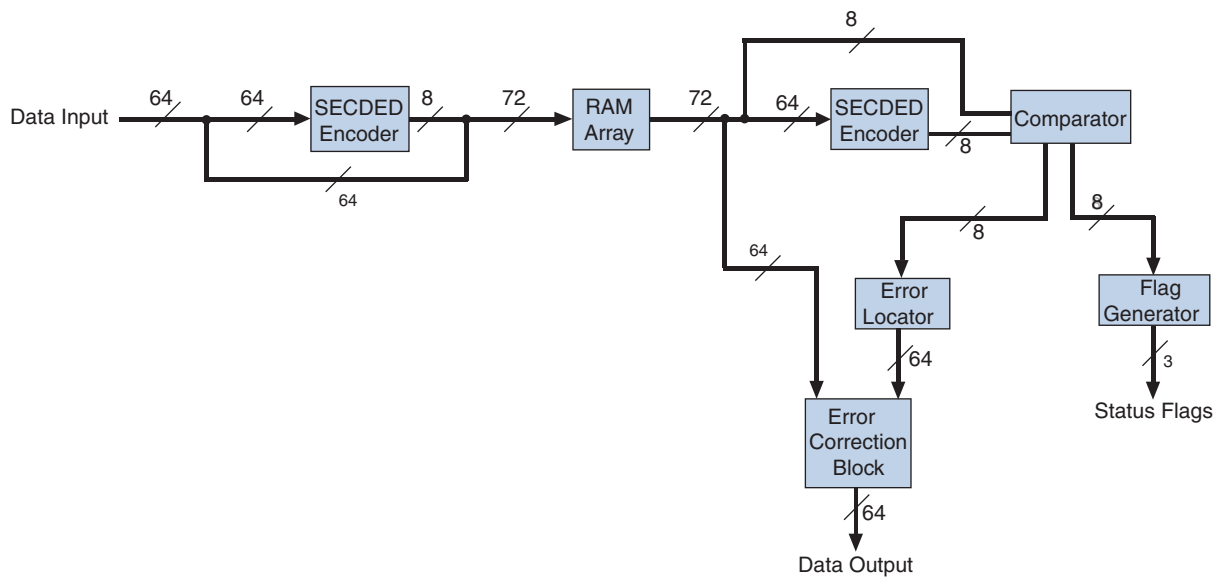 8
64
64
SECDED
Encoder
8
72
RAM
Array
72
64
SECDED
Encoder
8
Comparator
Data Input
64
8
8
64
Error
Locator
Flag
Generator
64
3
Error
Correction
Block
Status Flags
64
Data Output